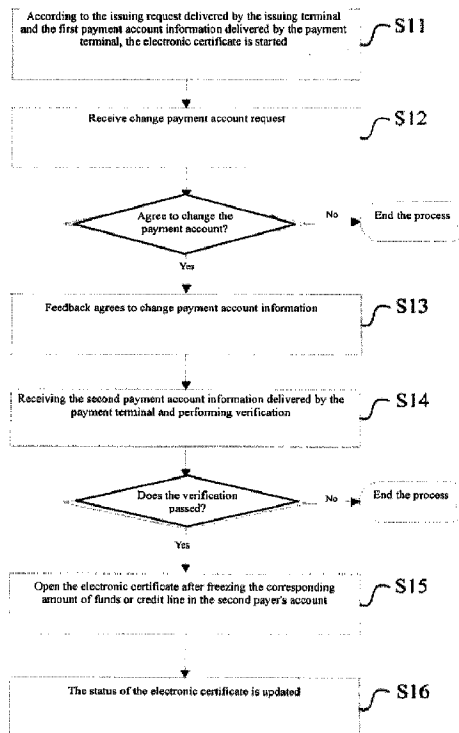 According to the issuing request delivered by the issuing terminal
and the first payment account information delivered by the payment
terminal, the electronic certificate is started
S11
Receive change payment account request
S12
Agree to change the
payment account?
No
End the process
Yes
Feedback agrees to change payment account information
S13
Receiving the second payment account information delivered by the
payment terminal and performing verification
S14
Does the verification
passed?
No
End the process
Yes
Open the electronic certificate after freezing the corresponding
amount of funds or credit line in the second payer's account
S15
The status of the electronic certificate is updated
S16